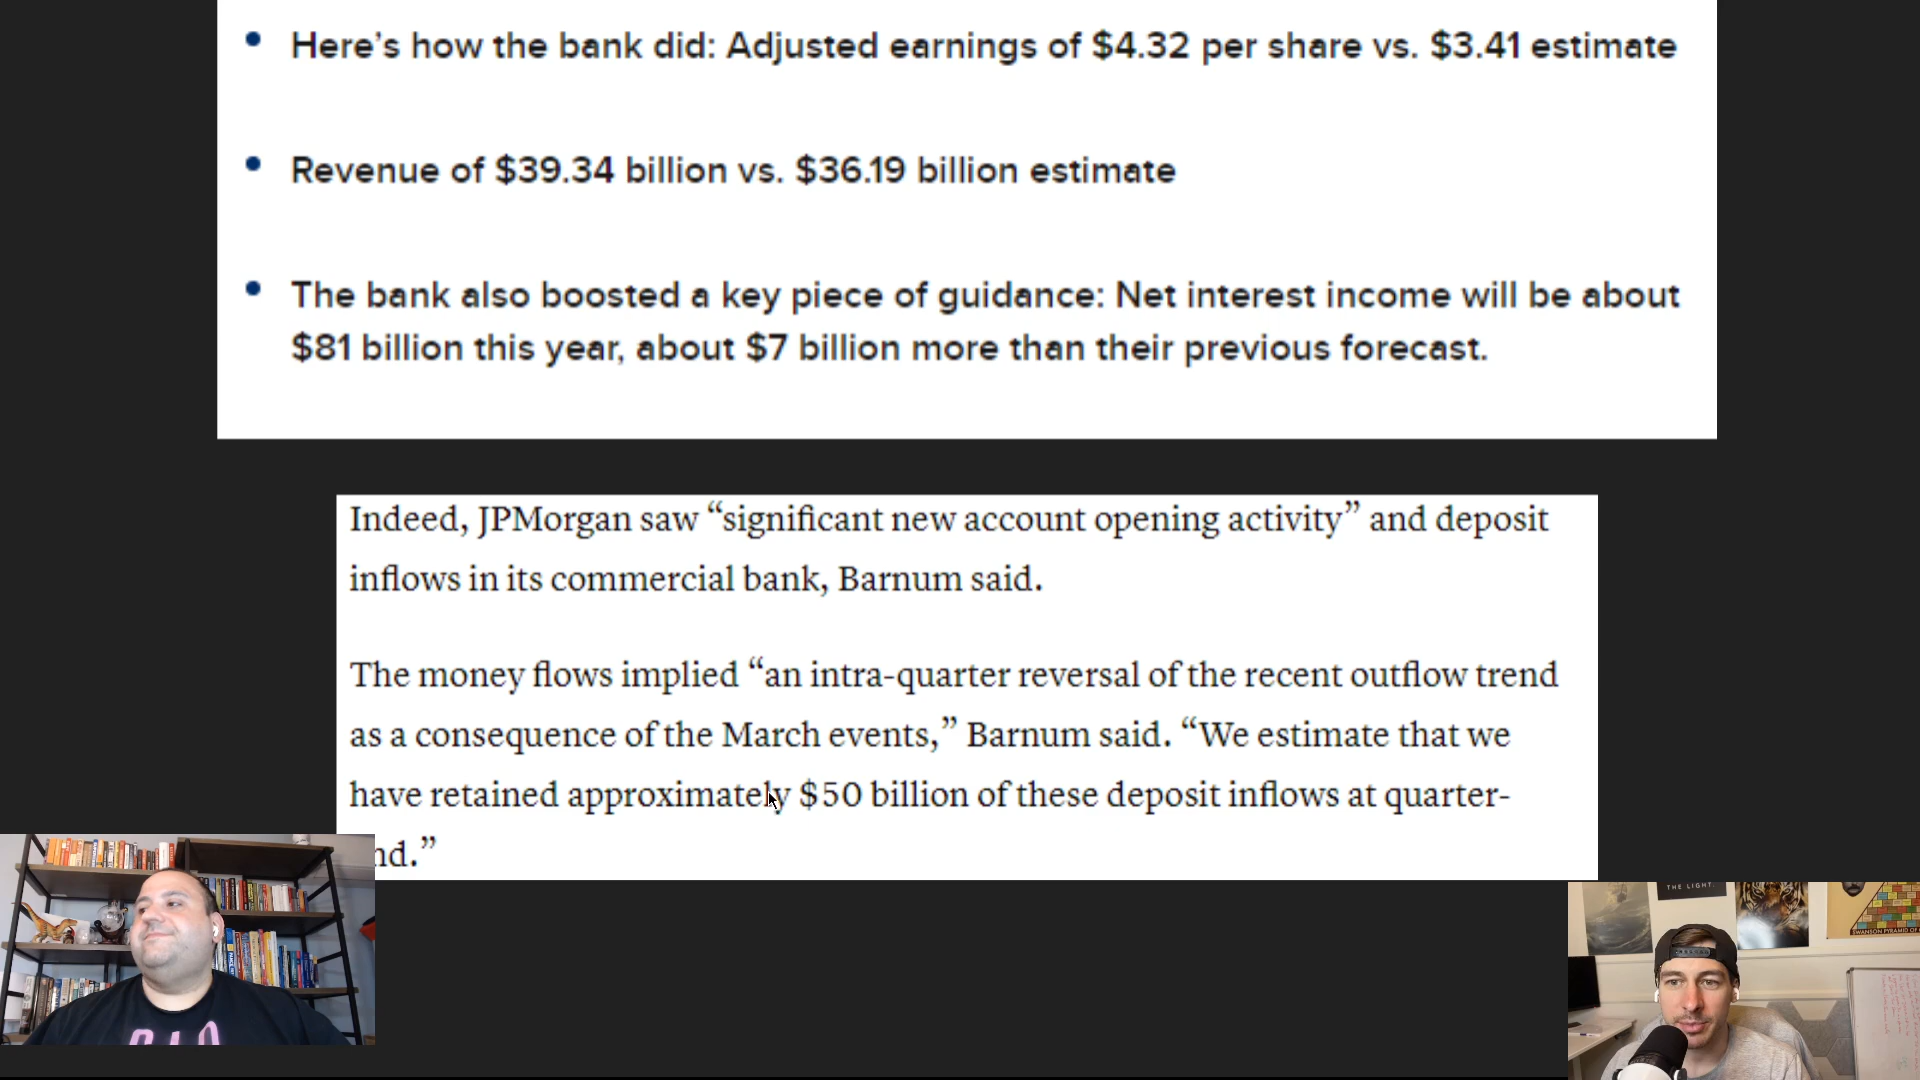 Here’s how the bank did: Adjusted earnings of $4.32 per share vs. $3.41 estimate
Revenue of $39.34 billion vs. $36.19 billion estimate
The bank also boosted a key piece of guidance: Net interest income will be about
$81 billion this year, about $7 billion more than their previous forecast.
Indeed, JPMorgan saw “significant new account opening activity” and deposit
inflows in its commercial bank, Barnum said.
The money flows implied “an intra-quarter reversal of the recent outflow trend
as a consequence of the March events,” Barnum said. “We estimate that we
have retained approximately $50 billion of these deposit inflows at quarter-
nd.”
THE LIGHT.
SWANSON PYRAMID OF